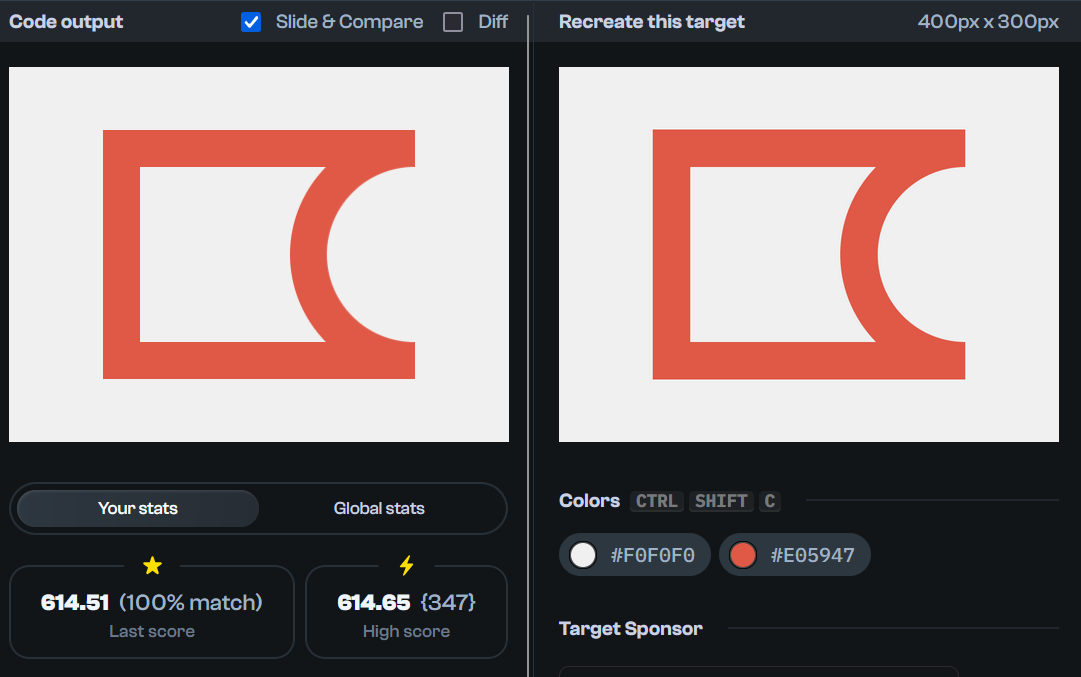 Code output
Slide & Compare
Diff
Recreate this target
400px x 300px
Your stats
Global stats
614.51 (100% match)
Last score
614.65 {347}
High score
Colors CTRL SHIFT C
#F0F0F0
#E05947
Target Sponsor